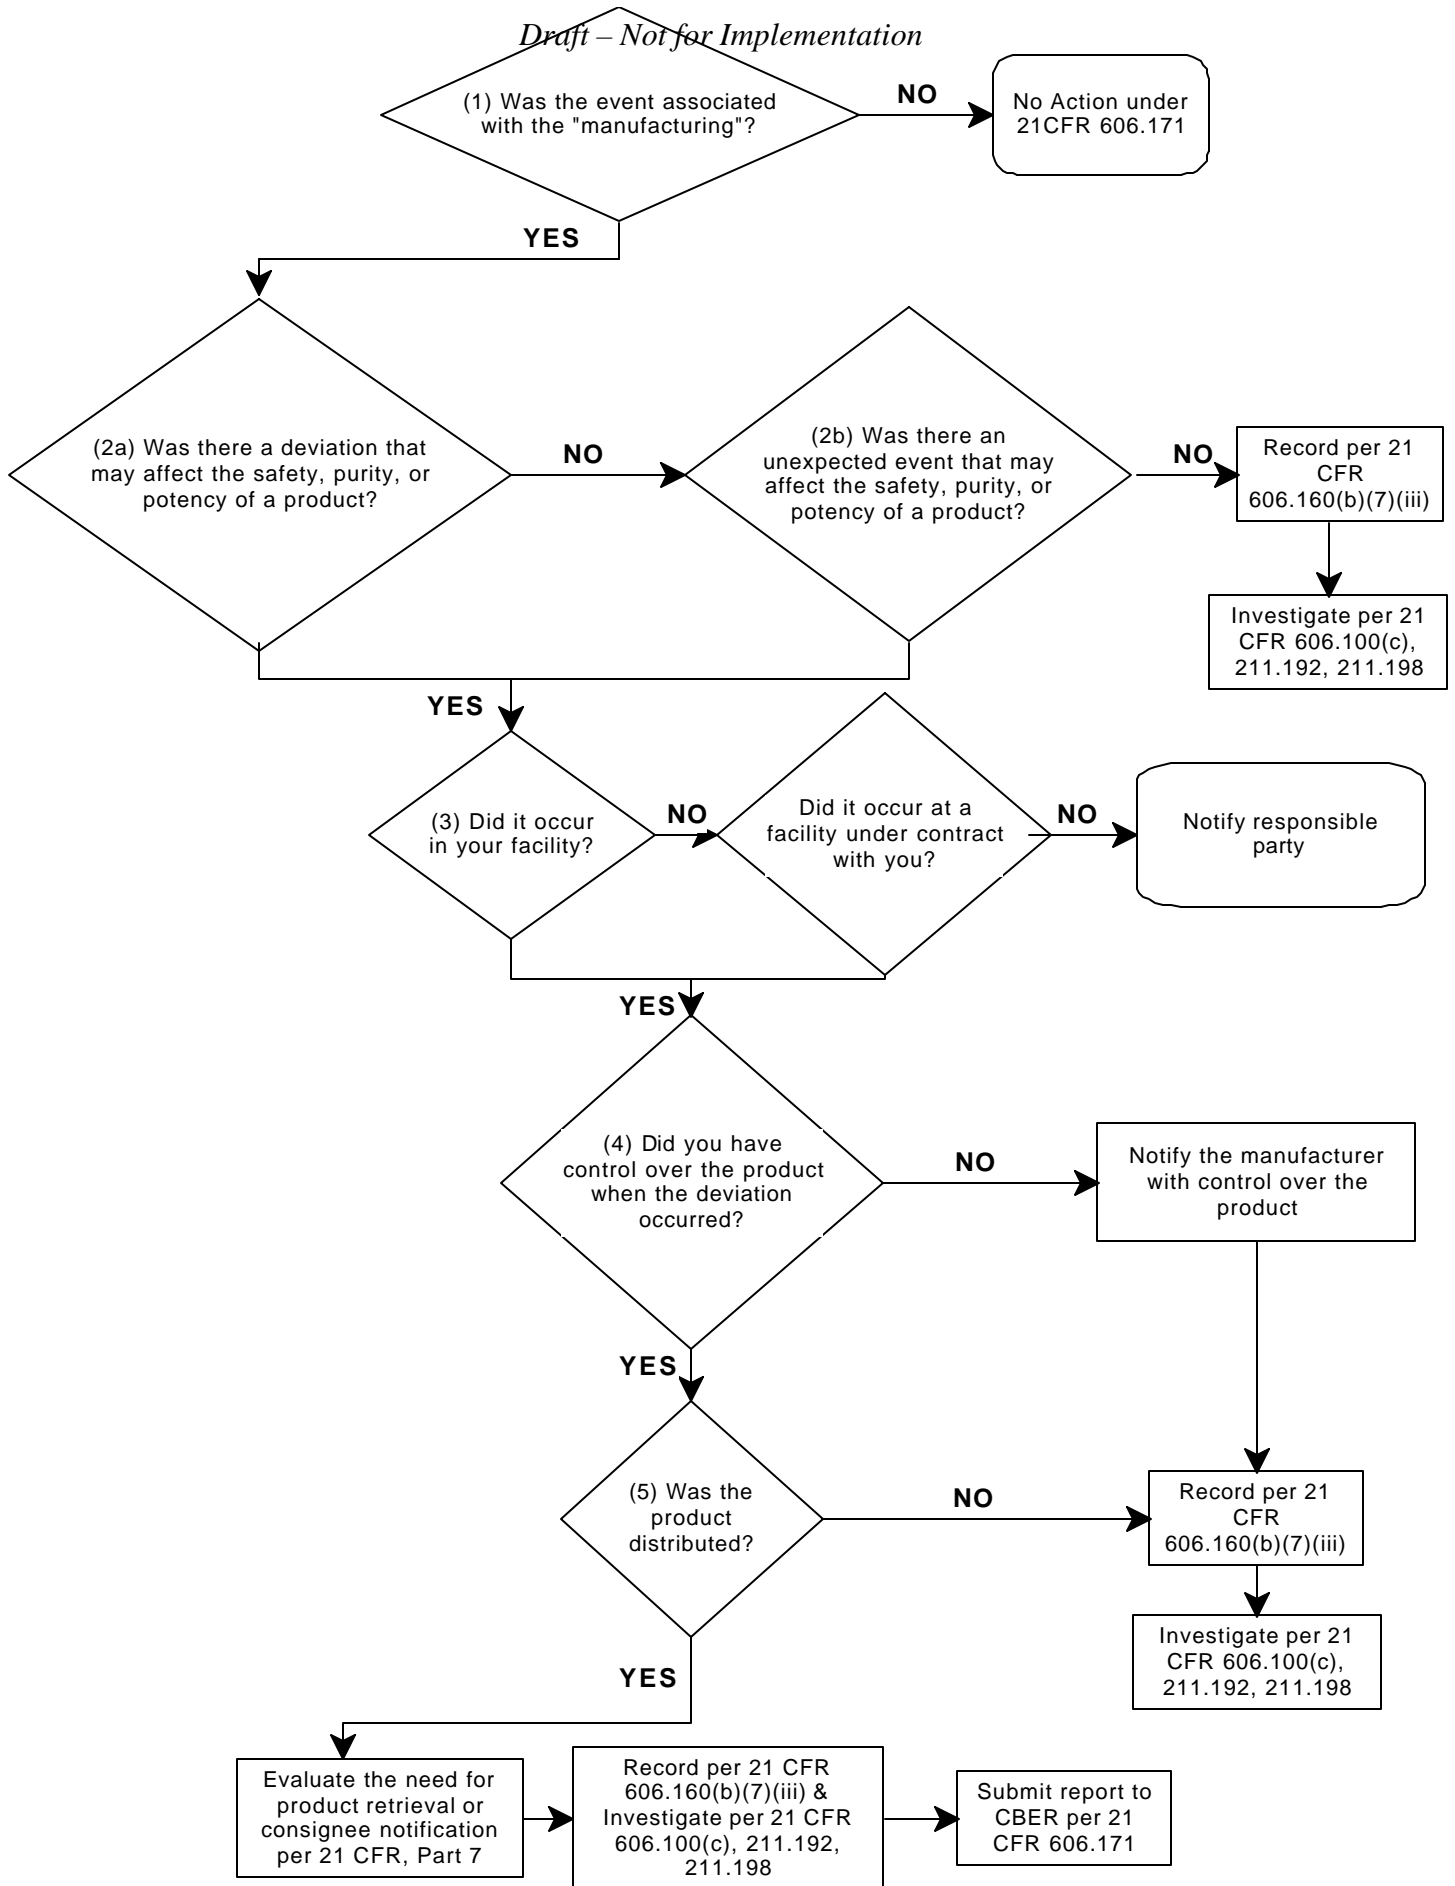 Draft – Not for Implementation
(1) Was the event associated
with the "manufacturing"?
NO
No Action under
21CFR 606.171
YES
(2a) Was there a deviation that
may affect the safety, purity, or
potency of a product?
NO
(2b) Was there an
unexpected event that may
affect the safety, purity, or
potency of a product?
NO
Record per 21
CFR
606.160(b)(7)(iii)
Investigate per 21
CFR 606.100(c),
211.192, 211.198
YES
(3) Did it occur
in your facility?
NO
Did it occur at a
facility under contract
with you?
NO
Notify responsible
party
YES
(4) Did you have
control over the product
when the deviation
occurred?
NO
Notify the manufacturer
with control over the
product
YES
(5) Was the
product
distributed?
NO
Record per 21
CFR
606.160(b)(7)(iii)
Investigate per 21
CFR 606.100(c),
211.192, 211.198
YES
Evaluate the need for
product retrieval or
consignee notification
per 21 CFR, Part 7
Record per 21 CFR
606.160(b)(7)(iii) &
Investigate per 21 CFR
606.100(c), 211.192,
211.198
Submit report to
CBER per 21
CFR 606.171